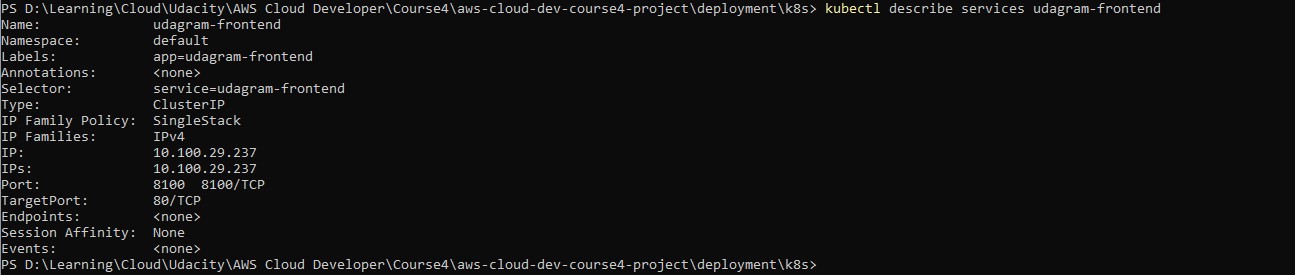 PS D:\Learning\Cloud\Udacity\AWS Cloud Developer\Course4\aws-cloud-dev-course4-project\deployment\k8s> kubectl describe services udagram-frontend
Name:              udagram-frontend
Namespace:         default
Labels:            app=udagram-frontend
Annotations:       <none>
Selector:          service=udagram-frontend
Type:              ClusterIP
IP Family Policy:  SingleStack
IP Families:       IPv4
IP:                10.100.29.237
IPs:               10.100.29.237
Port:              8100  8100/TCP
TargetPort:        80/TCP
Endpoints:         <none>
Session Affinity:  None
Events:            <none>
PS D:\Learning\Cloud\Udacity\AWS Cloud Developer\Course4\aws-cloud-dev-course4-project\deployment\k8s>